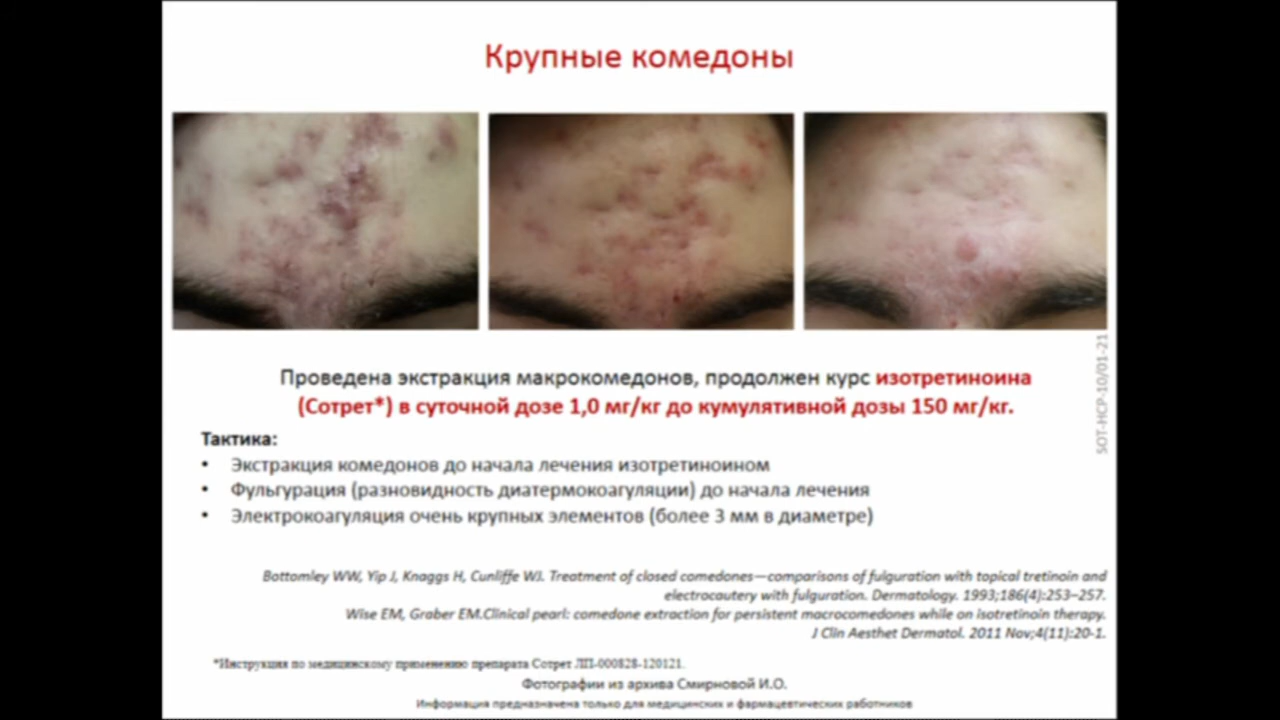 Крупные комедоны
SOT-HCP-10/01-21
Проведена экстракция макрокомедонов, продолжен курс изотретиноина
(Сотрет*) в суточной дозе 1,0 мг/кг до кумулятивной дозы 150 мг/кг.
Тактика:
• Экстракция комедонов до начала лечения изотретиноином
• Фульгурация (разновидность диатермокоагуляции) до начала лечения
• Электрокоагуляция очень крупных элементов (более 3 мм в диаметре)
Bottomley WW, Yip J, Knaggs H, Cunliffe WJ. Treatment of closed comedones—comparisons of fulguration with topical tretinoin and
electrocautery with fulguration. Dermatology. 1993;186(4):253–257.
Wise EM, Graber EM.Clinical pearl: comedone extraction for persistent macrocomedones while on isotretinoin therapy.
J Clin Aesthet Dermatol. 2011 Nov;4(11):20-1.
*Инструкция по медицинскому применению препарата Сотрет ЛП-000828-120121.
Фотографии из архива Смирновой И.О.
Информация предназначена только для медицинских и фармацевтических работников